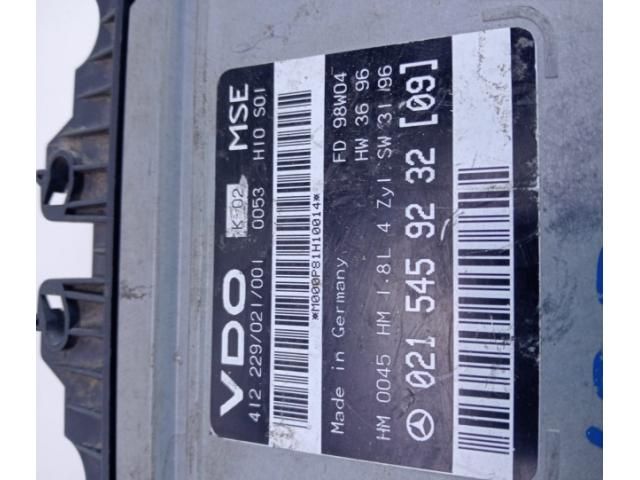 VDO K-02 MSE
412.229/021/001 0053 H10 S01
*M000P81H10014*
Made in Germany FD 98W04
HW 36 96
HM 0045 HM 1.8L 4 Zyl. SW 31/96
021 545 92 32 [09]